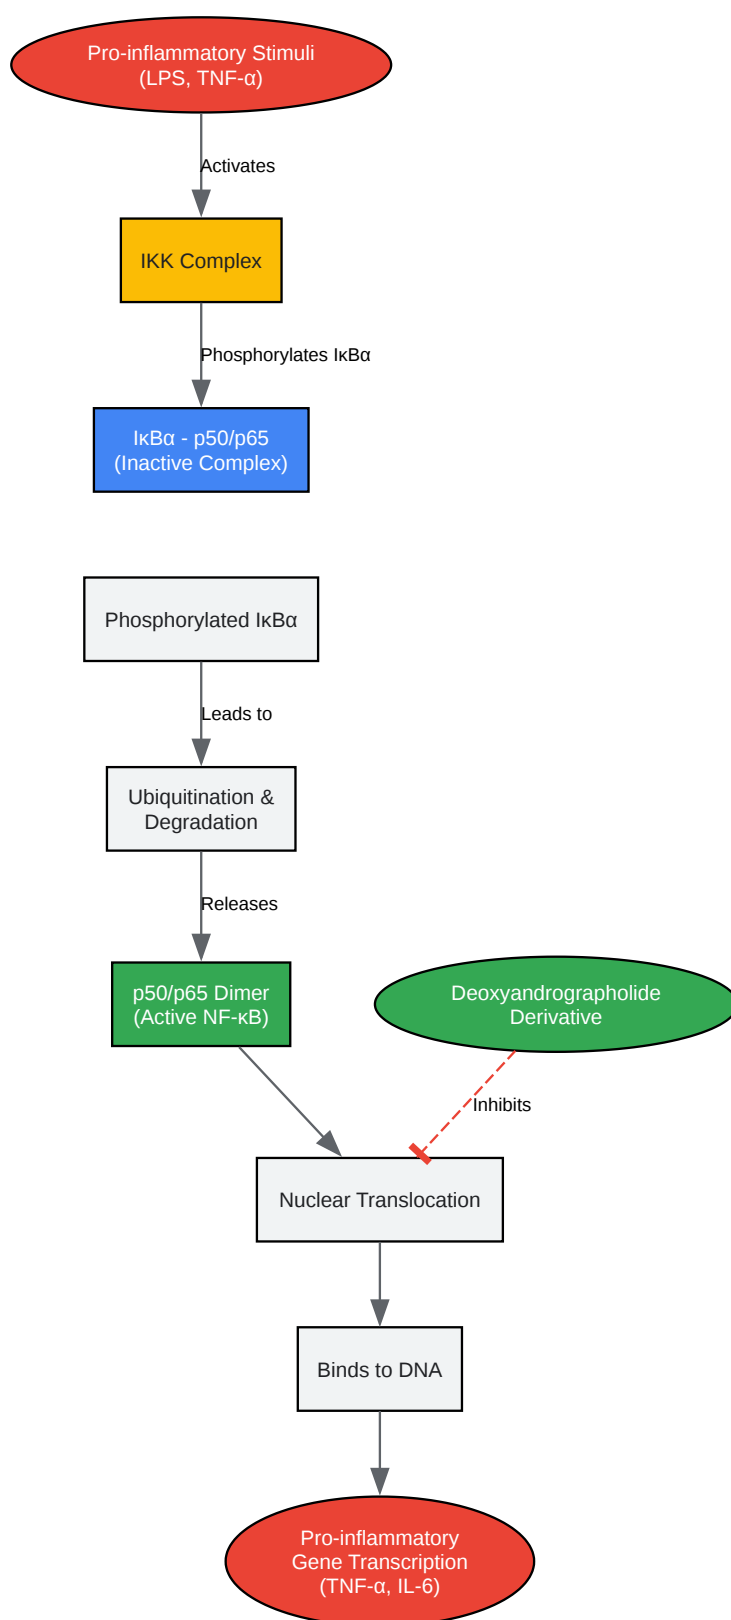 Pro-inflammatory Stimuli
(LPS, TNF-α)
Activates
IKK Complex
Phosphorylates IκBα
IκBα - p50/p65
(Inactive Complex)
Phosphorylated IκBα
Leads to
Ubiquitination &
Degradation
Releases
p50/p65 Dimer
(Active NF-κB)
Deoxyandrographolide
Derivative
Inhibits
Nuclear Translocation
Binds to DNA
Pro-inflammatory
Gene Transcription
(TNF-α, IL-6)